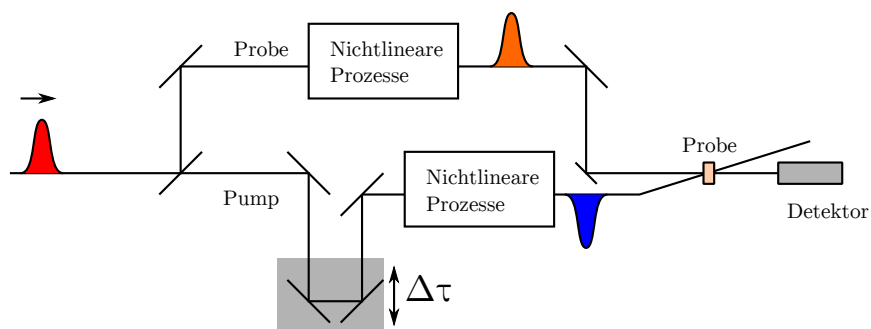 Probe
Nichtlineare
Prozesse
Probe
Pump
Nichtlineare
Prozesse
Detektor
Δτ